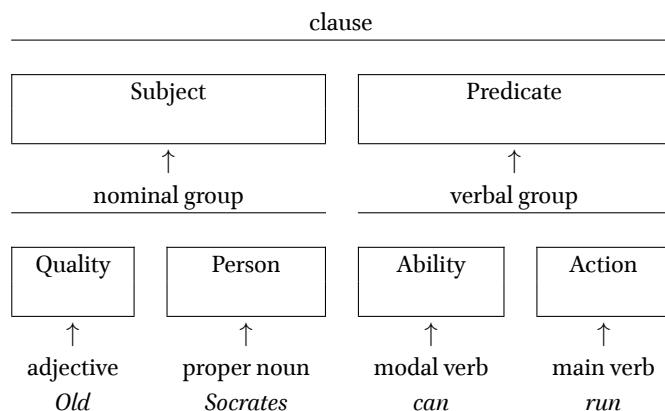 clause
Subject Predicate
↑ ↑
nominal group verbal group
Quality Person Ability Action
↑ ↑ ↑ ↑
adjective proper noun modal verb main verb
Old Socrates can run